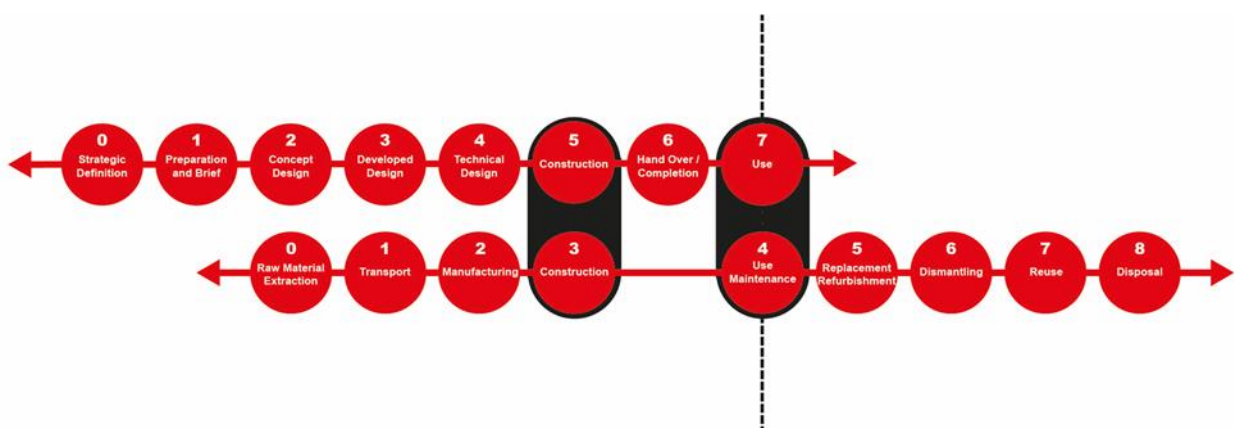 0
Strategic
Definition
1
Preparation
and Brief
2
Concept
Design
3
Developed
Design
4
Technical
Design
5
Construction
6
Hand Over /
Completion
7
Use
0
Raw Material
Extraction
1
Transport
2
Manufacturing
3
Construction
4
Use
Maintenance
5
Replacement
Refurbishment
6
Dismantling
7
Reuse
8
Disposal